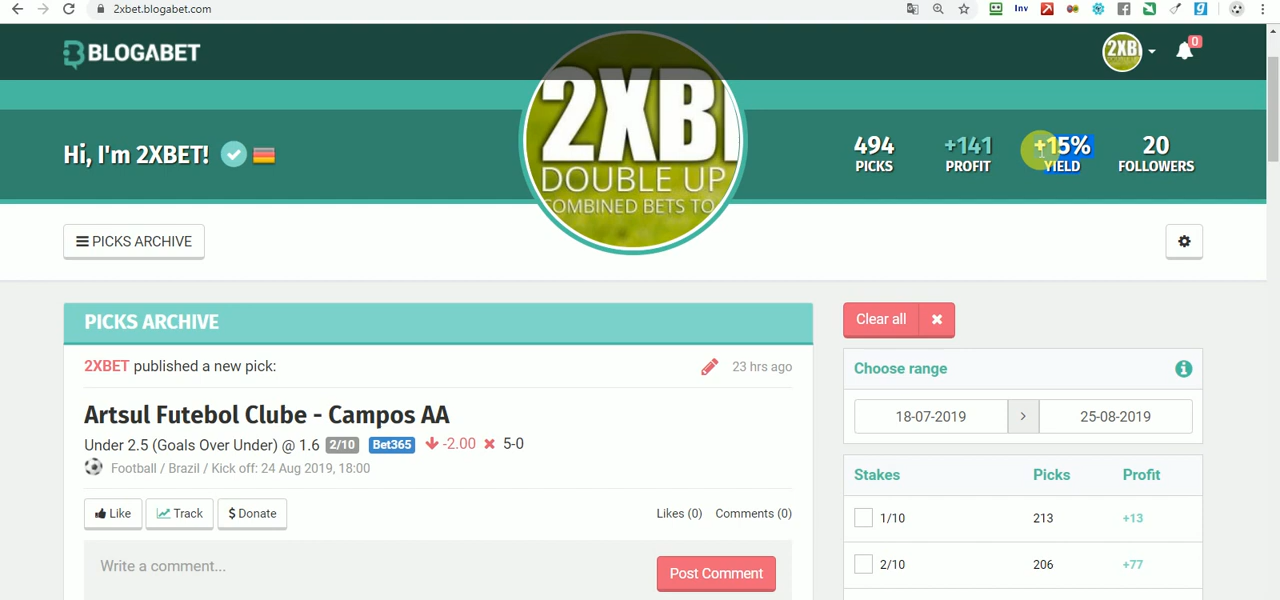 2xbet.blogabet.com
Inv
BLOGABET
2XB
0
2XB
DOUBLE UP
COMBINED BETS TO
Hi, I'm 2XBET!
494
PICKS
+141
PROFIT
+15%
YIELD
20
FOLLOWERS
PICKS ARCHIVE
PICKS ARCHIVE
2XBET published a new pick:
23 hrs ago
Artsul Futebol Clube - Campos AA
Under 2.5 (Goals Over Under) @ 1.6 2/10 Bet365 -2.00 5-0
Football / Brazil / Kick off: 24 Aug 2019, 18:00
Like
Track
$ Donate
Likes (0) Comments (0)
Write a comment...
Post Comment
Clear all
Choose range
18-07-2019 > 25-08-2019
Stakes Picks Profit
1/10 213 +13
2/10 206 +77